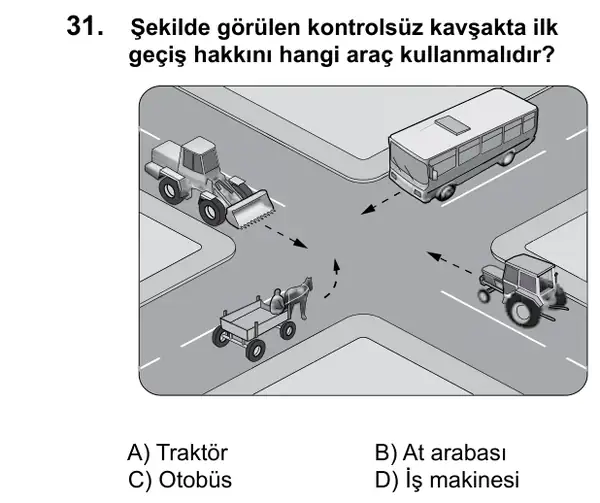 31. Şekilde görülen kontrolsüz kavşakta ilk
geçiş hakkını hangi araç kullanmalıdır?
A) Traktör
B) At arabası
C) Otobüs
D) İş makinesi